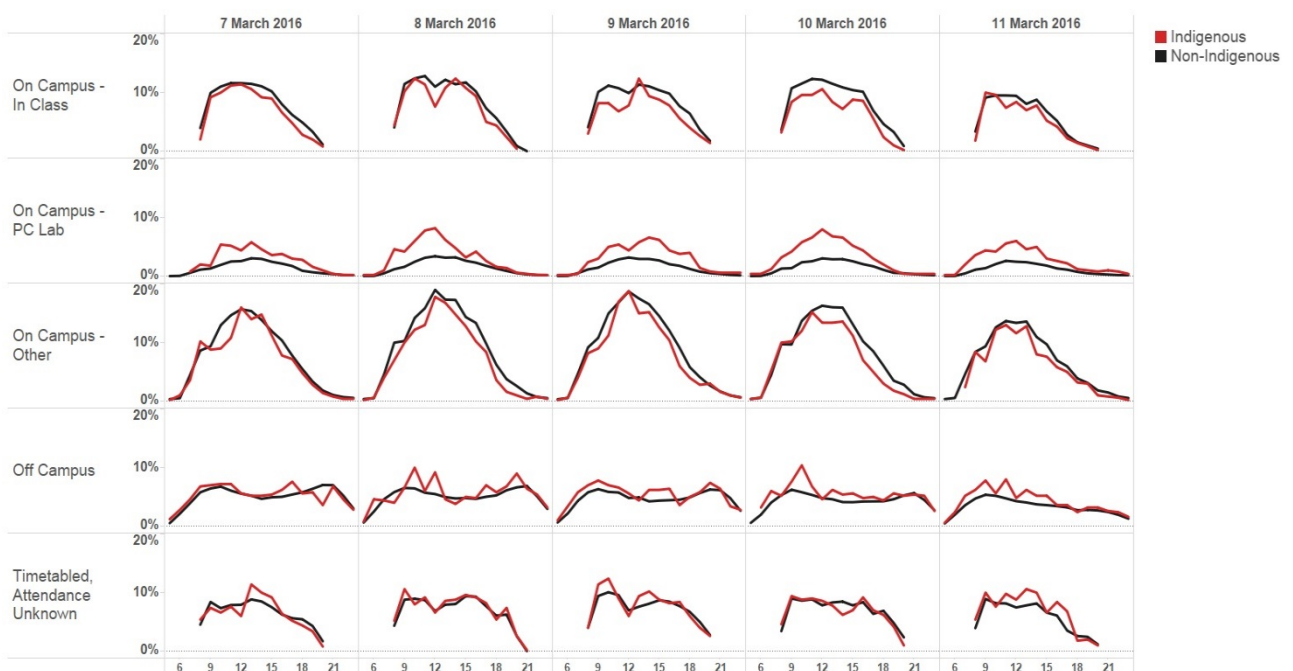 7 March 2016 8 March 2016 9 March 2016 10 March 2016 11 March 2016
Indigenous
Non-Indigenous
20%
On Campus -
In Class
10%
0%
20%
On Campus -
PC Lab
10%
0%
20%
On Campus -
Other
10%
0%
20%
Off Campus
10%
0%
20%
Timetabled,
Attendance
Unknown
10%
0%
6 9 12 15 18 21 6 9 12 15 18 21 6 9 12 15 18 21 6 9 12 15 18 21 6 9 12 15 18 21